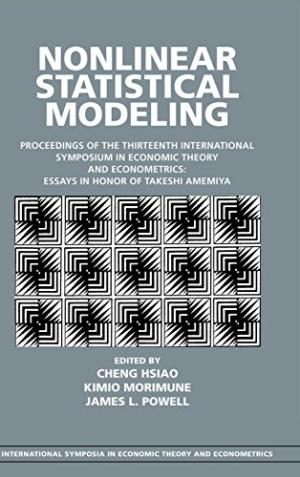 NONLINEAR
STATISTICAL
MODELING
PROCEEDINGS OF THE THIRTEENTH INTERNATIONAL
SYMPOSIUM IN ECONOMIC THEORY
AND ECONOMETRICS:
ESSAYS IN HONOR OF TAKESHI AMEMIYA
EDITED BY
CHENG HSIAO
KIMIO MORIMUNE
JAMES L. POWELL
INTERNATIONAL SYMPOSIA IN ECONOMIC THEORY AND ECONOMETRICS